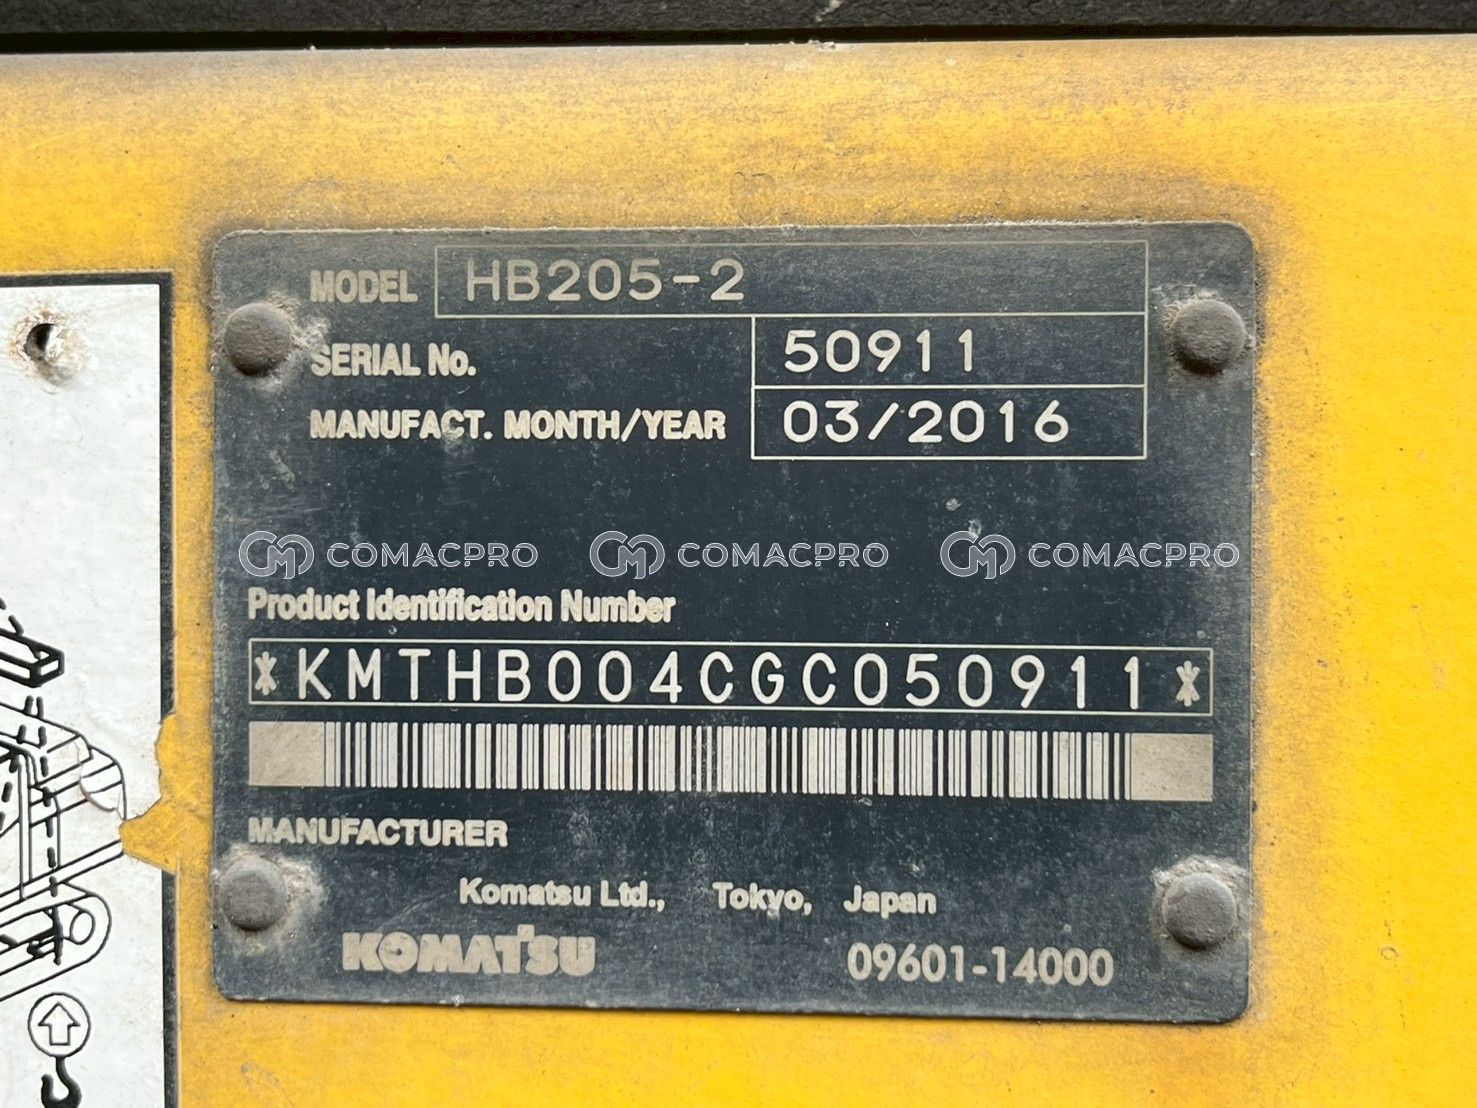 MODEL HB205-2
SERIAL No. 50911
MANUFACT. MONTH/YEAR 03/2016
COMACPRO COMACPRO COMACPRO
Product Identification Number
*KMTHB004CGC050911*
MANUFACTURER
Komatsu Ltd., Tokyo, Japan
KOMATSU 09601-14000